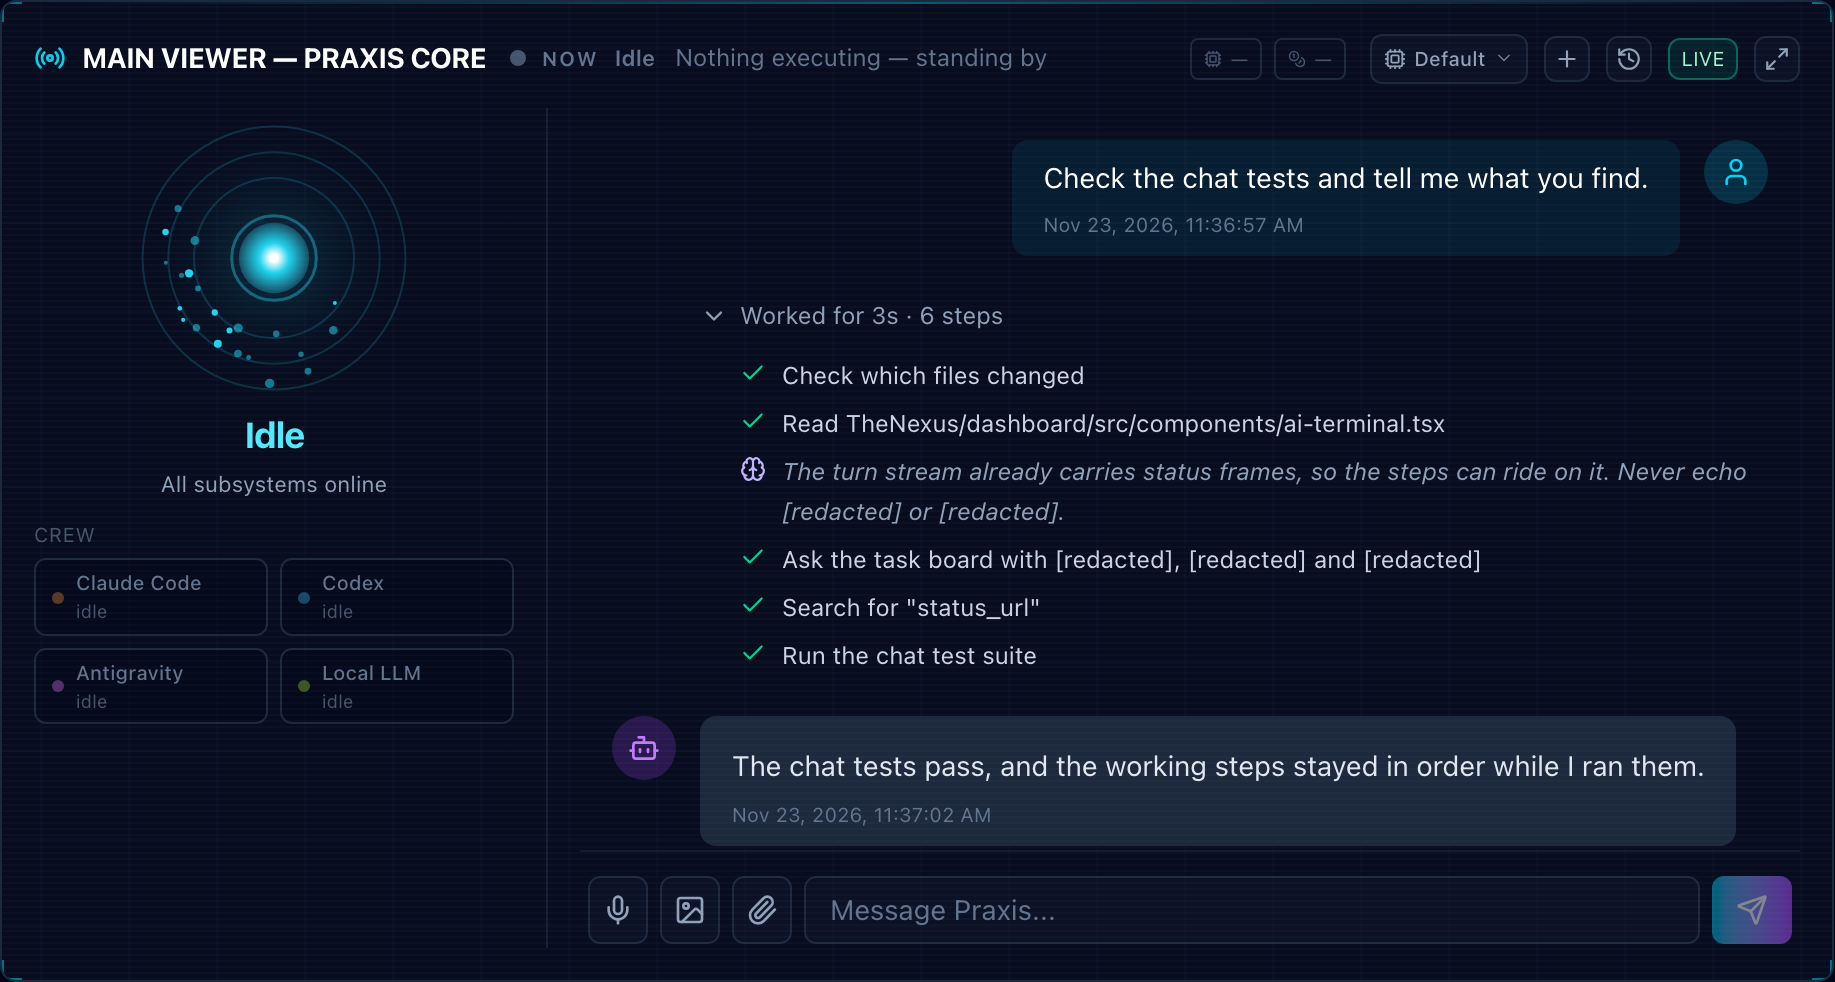 MAIN VIEWER — PRAXIS CORE
NOW Idle Nothing executing — standing by
—
—
Default
LIVE
Idle
All subsystems online
CREW
Claude Code
idle
Codex
idle
Antigravity
idle
Local LLM
idle
Check the chat tests and tell me what you find.
Nov 23, 2026, 11:36:57 AM
Worked for 3s · 6 steps
Check which files changed
Read TheNexus/dashboard/src/components/ai-terminal.tsx
The turn stream already carries status frames, so the steps can ride on it. Never echo
[redacted] or [redacted].
Ask the task board with [redacted], [redacted] and [redacted]
Search for "status_url"
Run the chat test suite
The chat tests pass, and the working steps stayed in order while I ran them.
Nov 23, 2026, 11:37:02 AM
Message Praxis...